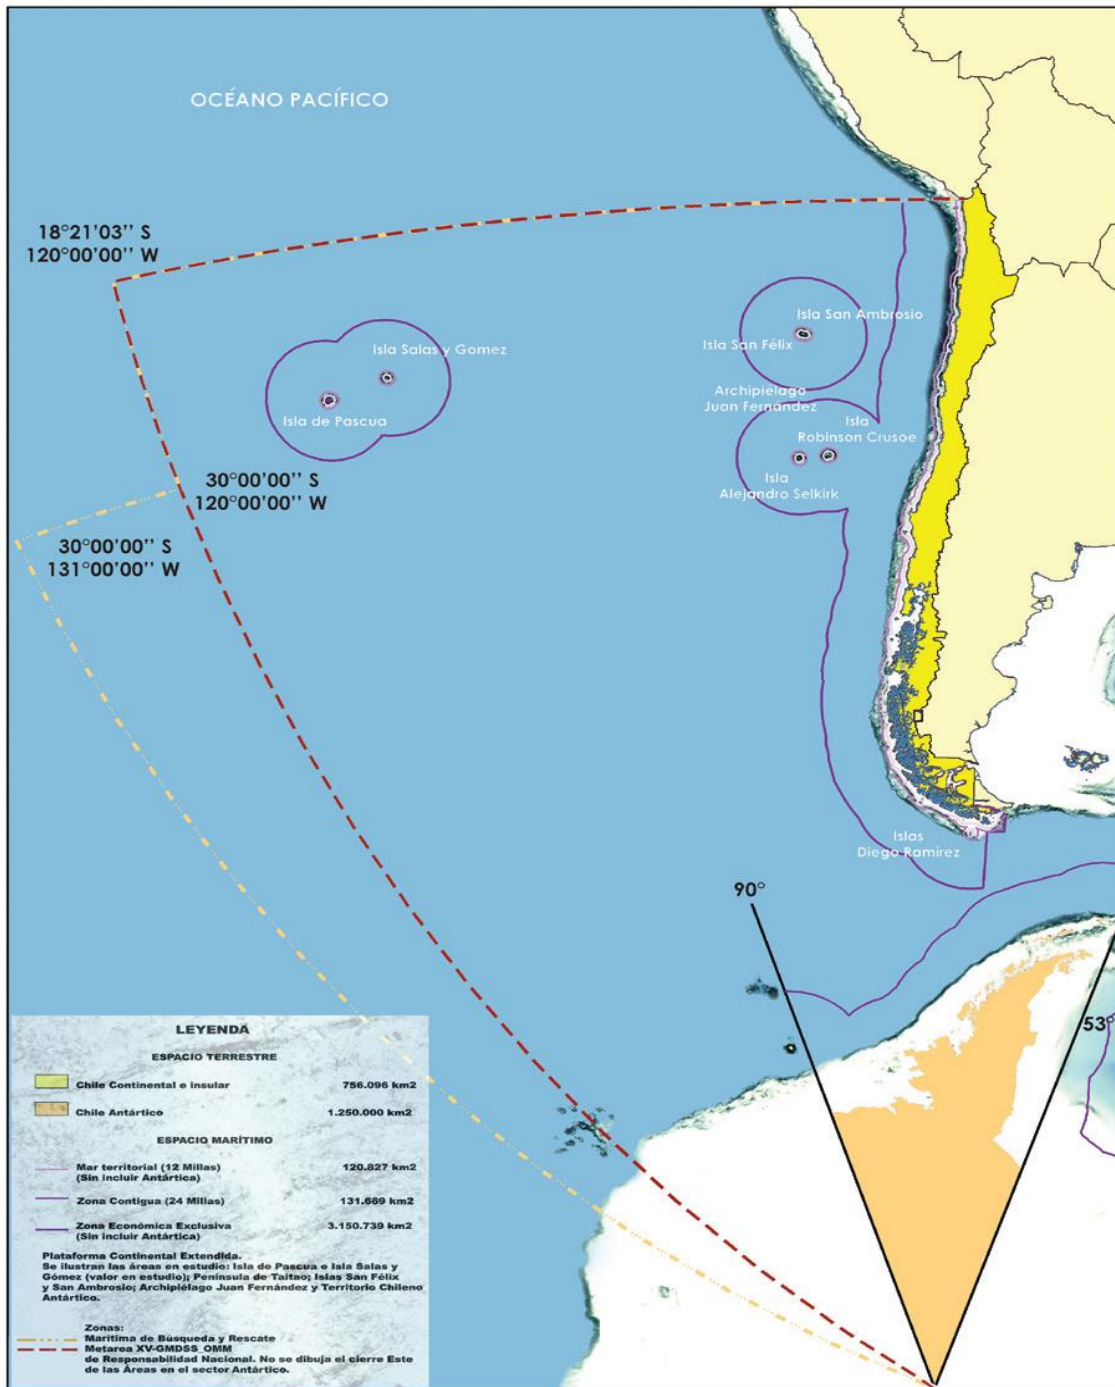 OCÉANO PACÍFICO
18°21'03'' S
120°00'00'' W
Isla San Ambrosio
Isla San Félix
Isla Salas y Gomez
Isla de Pascua
Archipiélago
Juan Fernández
Isla
Robinson Crusoe
Isla
Alejandro Selkirk
30°00'00'' S
120°00'00'' W
30°00'00'' S
131°00'00'' W
Islas
Diego Ramírez
90°
53°
LEYENDA
ESPACIO TERRESTRE
Chile Continental e insular 756.096 km2
Chile Antártico 1.250.000 km2
ESPACIO MARÍTIMO
Mar territorial (12 Millas) 120.827 km2
(Sin incluir Antártica)
Zona Contigua (24 Millas) 131.669 km2
Zona Económica Exclusiva 3.150.739 km2
(Sin incluir Antártica)
Plataforma Continental Extendida.
Se ilustran las áreas en estudio: Isla de Pascua e Isla Salas y
Gómez (valor en estudio); Península de Taitao; Islas San Félix
y San Ambrosio; Archipiélago Juan Fernández y Territorio Chileno
Antártico.
Zonas:
Marítima de Búsqueda y Rescate
Metarea XV-GMDSS_OMM
de Responsabilidad Nacional. No se dibuja el cierre Este
de las Áreas en el sector Antártico.